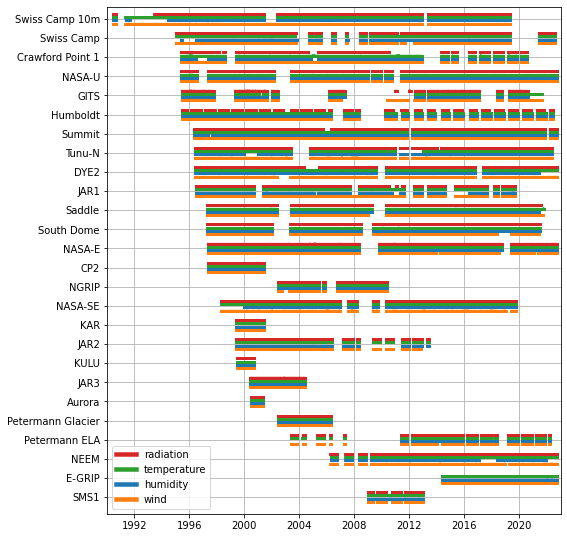 Swiss Camp 10m
Swiss Camp
Crawford Point 1
NASA-U
GITS
Humboldt
Summit
Tunu-N
DYE2
JAR1
Saddle
South Dome
NASA-E
CP2
NGRIP
NASA-SE
KAR
JAR2
KULU
JAR3
Aurora
Petermann Glacier
Petermann ELA
NEEM
E-GRIP
SMS1
radiation
temperature
humidity
wind
1992 1996 2000 2004 2008 2012 2016 2020